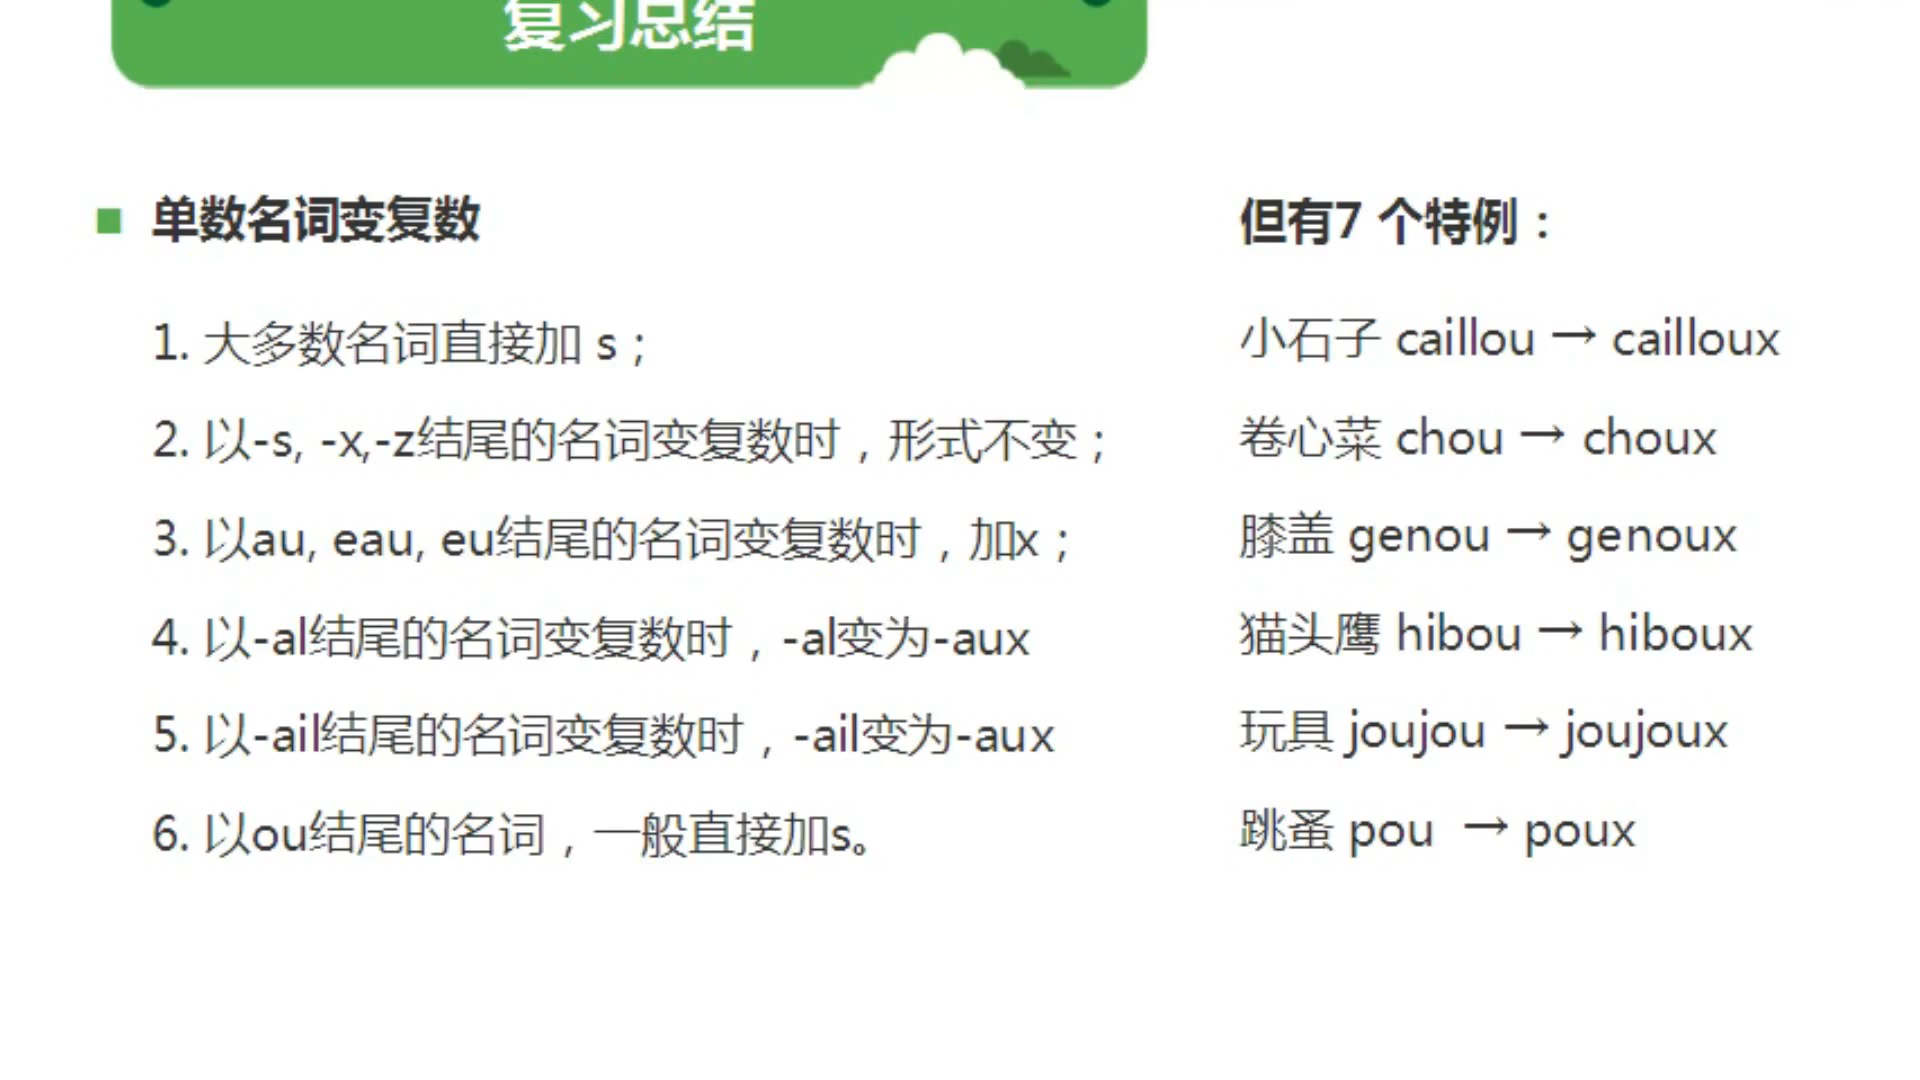 复习总结
单数名词变复数
1. 大多数名词直接加 s；
2. 以-s, -x,-z结尾的名词变复数时，形式不变；
3. 以au, eau, eu结尾的名词变复数时，加x；
4. 以-al结尾的名词变复数时，-al变为-aux
5. 以-ail结尾的名词变复数时，-ail变为-aux
6. 以ou结尾的名词，一般直接加s。
但有7 个特例：
小石子 caillou → cailloux
卷心菜 chou → choux
膝盖 genou → genoux
猫头鹰 hibou → hiboux
玩具 joujou → joujoux
跳蚤 pou → poux